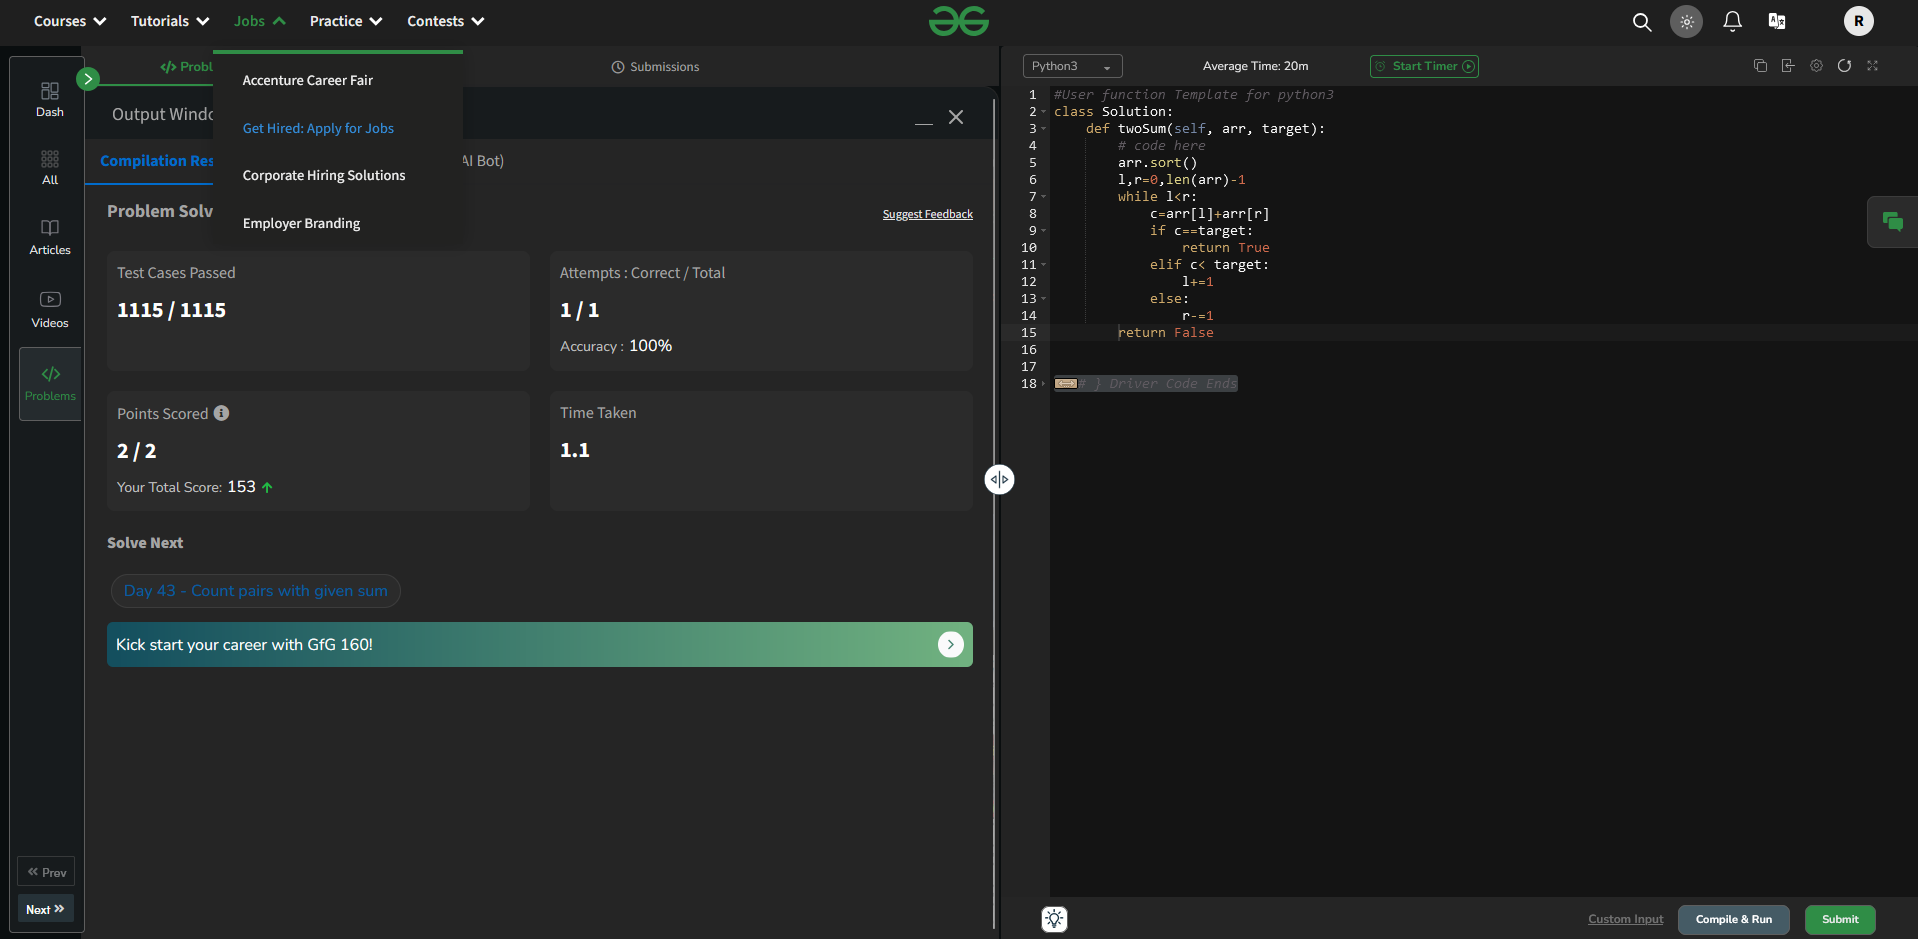 Courses
Tutorials
Jobs
Practice
Contests
R
Dash
All
Articles
Videos
Problems
Prev
Next
Probl
Submissions
Accenture Career Fair
Get Hired: Apply for Jobs
Corporate Hiring Solutions
Employer Branding
Output Windo
Compilation Res
AI Bot)
Problem Solv
Suggest Feedback
Test Cases Passed
1115 / 1115
Attempts : Correct / Total
1 / 1
Accuracy : 100%
Points Scored
2 / 2
Your Total Score: 153
Time Taken
1.1
Solve Next
Day 43 - Count pairs with given sum
Kick start your career with GfG 160!
Python3
Average Time: 20m
Start Timer
1 #User function Template for python3
2 class Solution:
3     def twoSum(self, arr, target):
4         # code here
5         arr.sort()
6         l,r=0,len(arr)-1
7         while l<r:
8             c=arr[l]+arr[r]
9             if c==target:
10                 return True
11             elif c< target:
12                 l+=1
13             else:
14                 r-=1
15         return False
16
17
18 # } Driver Code Ends
Custom Input
Compile & Run
Submit